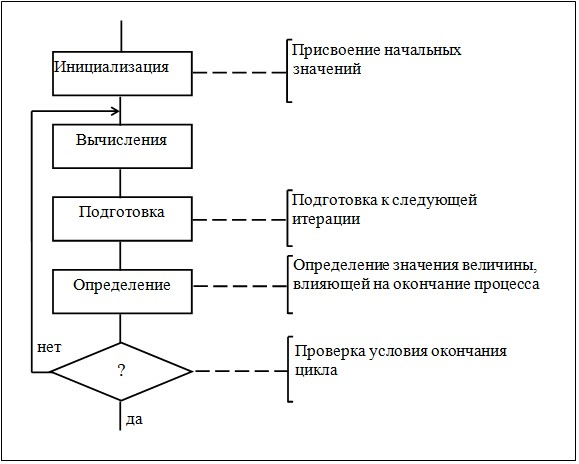 Инициализация
Присвоение начальных
значений
Вычисления
Подготовка
Подготовка к следующей
итерации
Определение
Определение значения величины,
влияющей на окончание процесса
нет
?
Проверка условия окончания
цикла
да